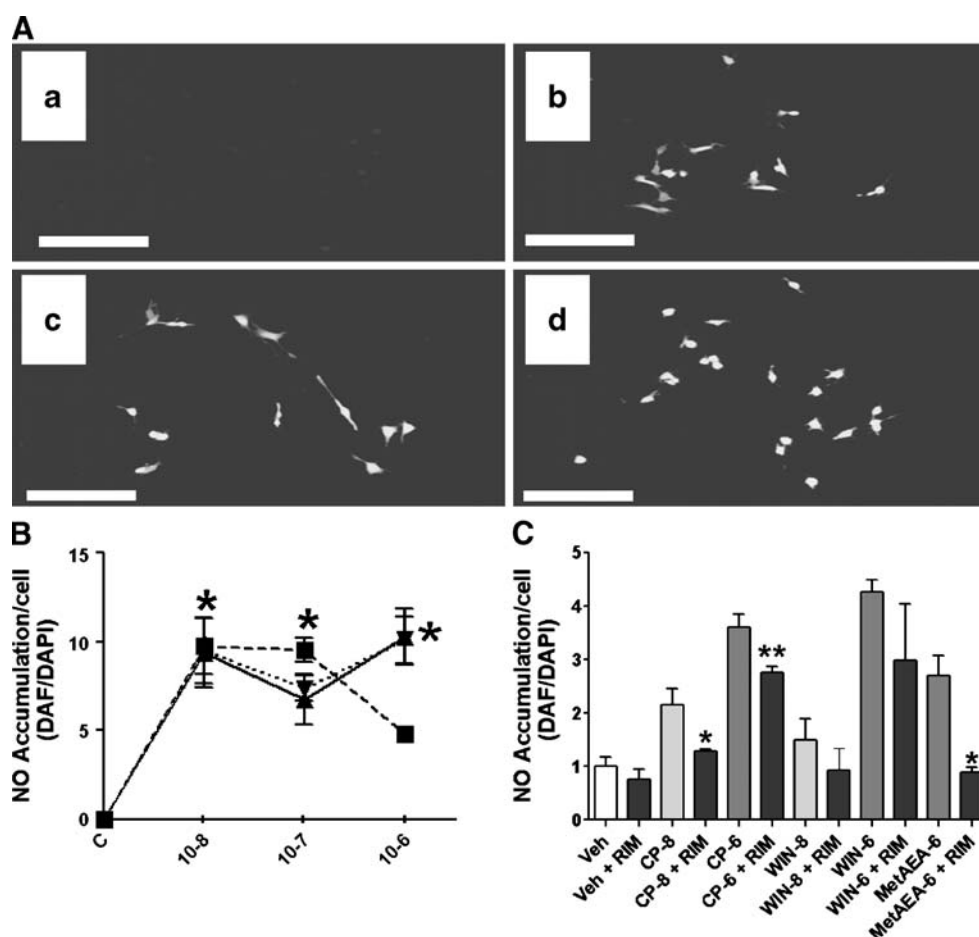 A
a
b
c
d
B
NO Accumulation/cell
(DAF/DAPI)
15
10
5
0
*
*
*
C
10-8
10-7
10-6
C
NO Accumulation/cell
(DAF/DAPI)
5
4
3
2
1
0
*
**
*
Veh
Veh + RIM
CP-8
CP-8 + RIM
CP-6
CP-6 + RIM
WIN-8
WIN-8 + RIM
WIN-6
WIN-6 + RIM
MetAEA-6
MetAEA-6 + RIM